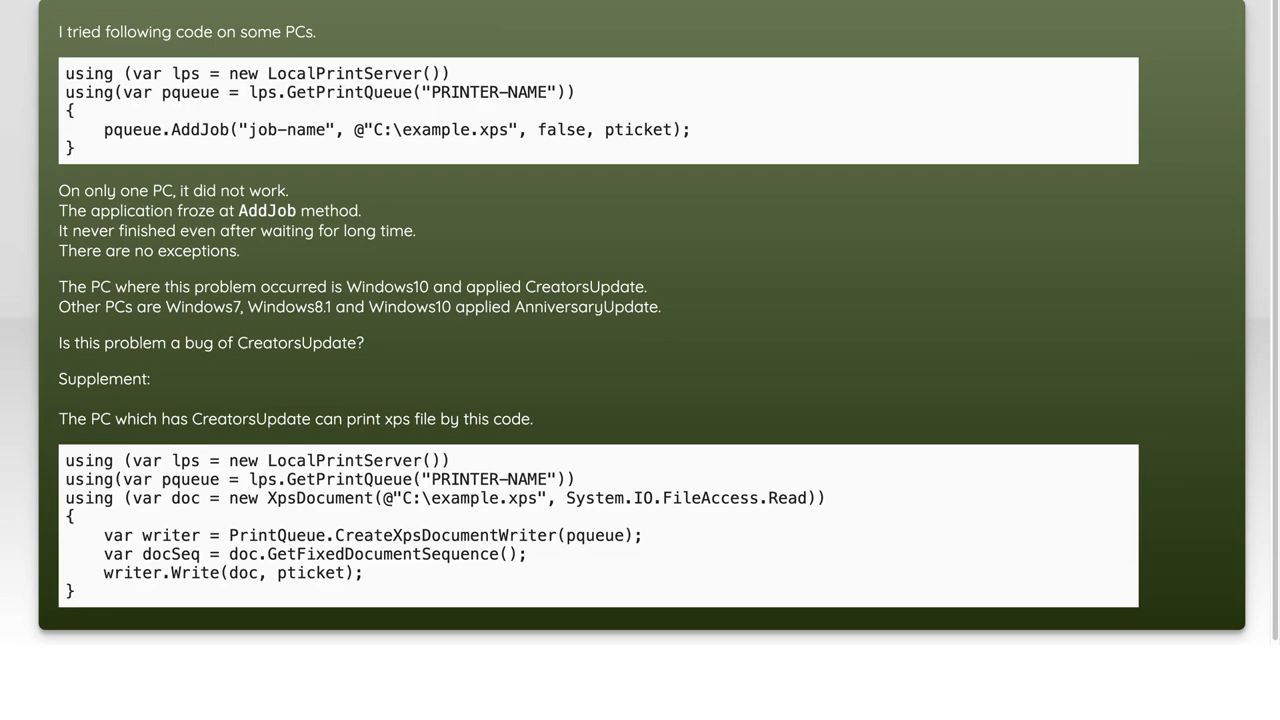 I tried following code on some PCs.
using (var lps = new LocalPrintServer())
using(var pqueue = lps.GetPrintQueue("PRINTER-NAME"))
{
    pqueue.AddJob("job-name", @"C:\example.xps", false, pticket);
}
On only one PC, it did not work.
The application froze at AddJob method.
It never finished even after waiting for long time.
There are no exceptions.
The PC where this problem occurred is Windows10 and applied CreatorsUpdate.
Other PCs are Windows7, Windows8.1 and Windows10 applied AnniversaryUpdate.
Is this problem a bug of CreatorsUpdate?
Supplement:
The PC which has CreatorsUpdate can print xps file by this code.
using (var lps = new LocalPrintServer())
using(var pqueue = lps.GetPrintQueue("PRINTER-NAME"))
using (var doc = new XpsDocument(@"C:\example.xps", System.IO.FileAccess.Read))
{
    var writer = PrintQueue.CreateXpsDocumentWriter(pqueue);
    var docSeq = doc.GetFixedDocumentSequence();
    writer.Write(doc, pticket);
}